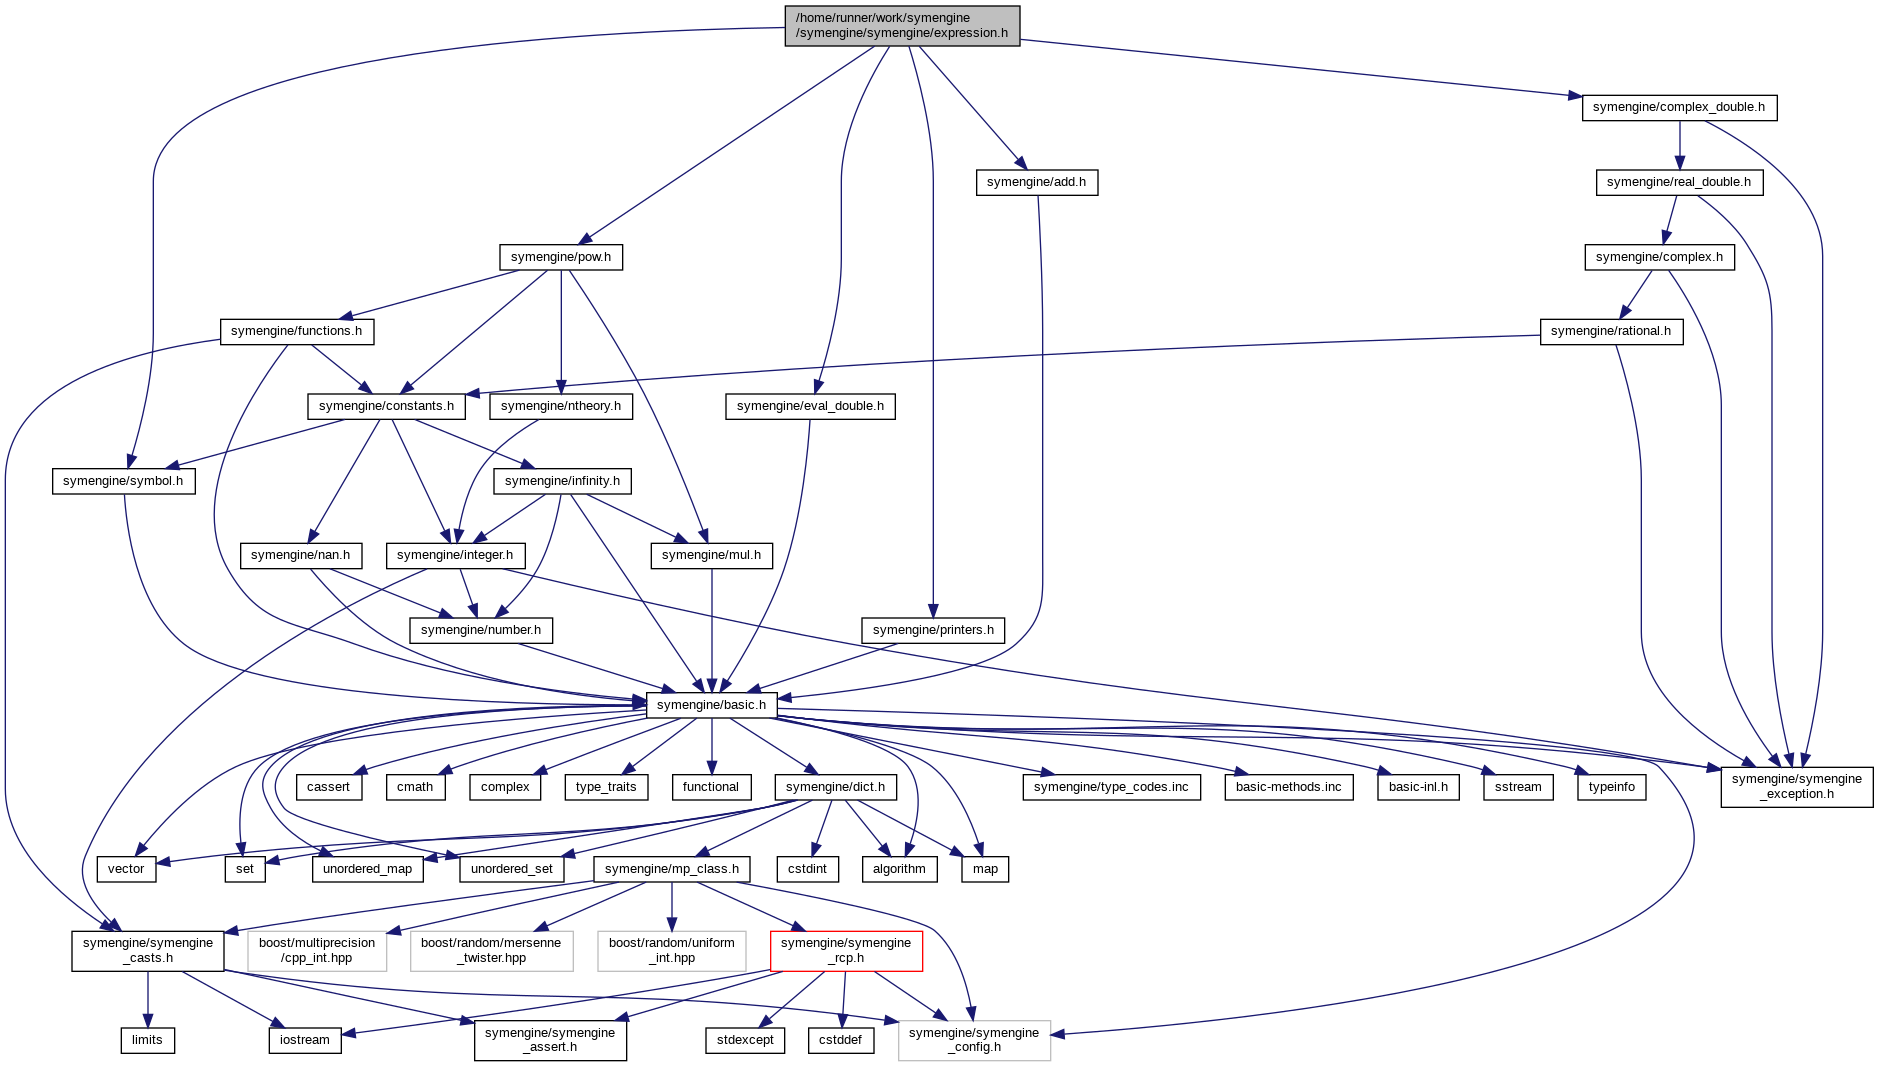 /home/runner/work/symengine
/symengine/symengine/expression.h
symengine/complex_double.h
symengine/add.h
symengine/real_double.h
symengine/pow.h
symengine/complex.h
symengine/functions.h
symengine/rational.h
symengine/constants.h
symengine/ntheory.h
symengine/eval_double.h
symengine/symbol.h
symengine/infinity.h
symengine/nan.h
symengine/integer.h
symengine/mul.h
symengine/number.h
symengine/printers.h
symengine/basic.h
cassert
cmath
complex
type_traits
functional
symengine/dict.h
symengine/type_codes.inc
basic-methods.inc
basic-inl.h
sstream
typeinfo
symengine/symengine
_exception.h
vector
set
unordered_map
unordered_set
symengine/mp_class.h
cstdint
algorithm
map
symengine/symengine
_casts.h
boost/multiprecision
/cpp_int.hpp
boost/random/mersenne
_twister.hpp
boost/random/uniform
_int.hpp
symengine/symengine
_rcp.h
limits
iostream
symengine/symengine
_assert.h
stdexcept
cstddef
symengine/symengine
_config.h